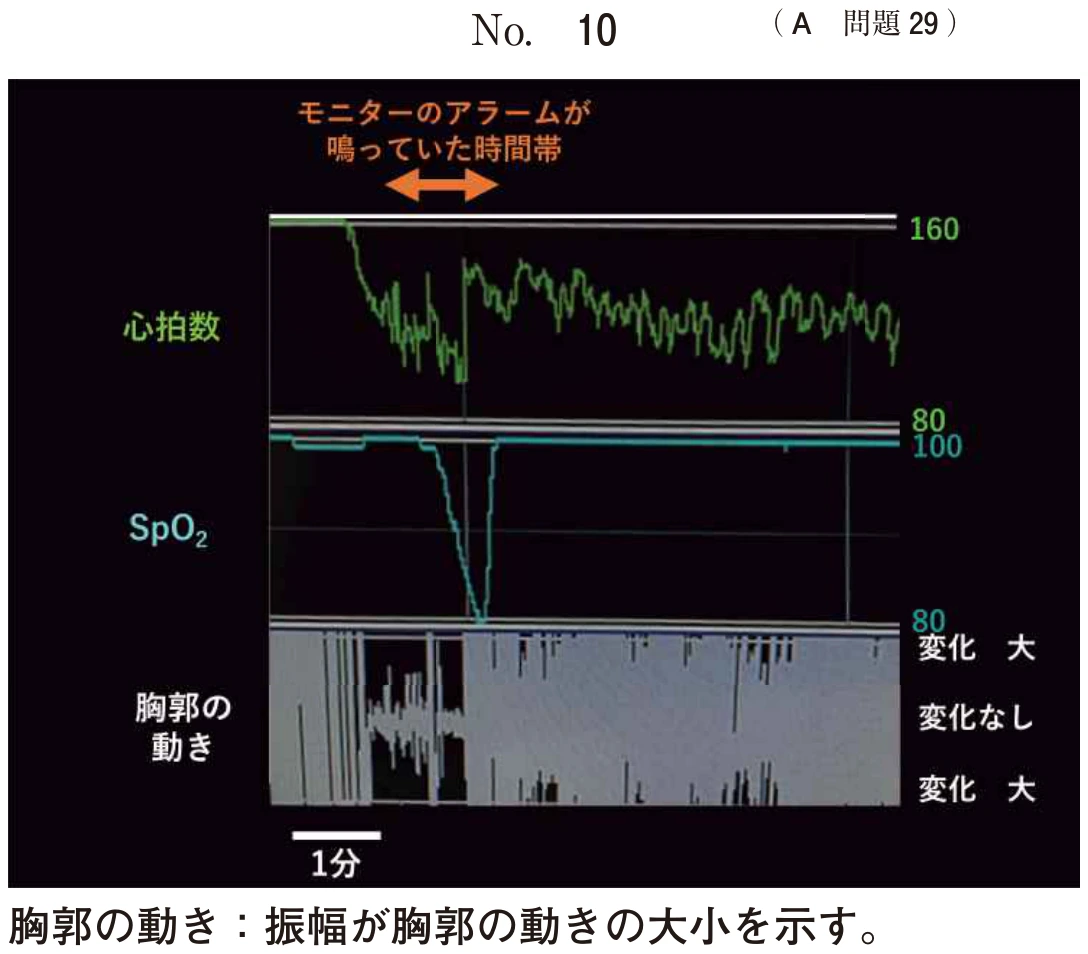 No. 10 （A 問題29）
モニターのアラームが
鳴っていた時間帯
160
心拍数
80
100
SpO₂
80
変化 大
胸郭の
動き
変化なし
変化 大
1分
胸郭の動き：振幅が胸郭の動きの大小を示す。